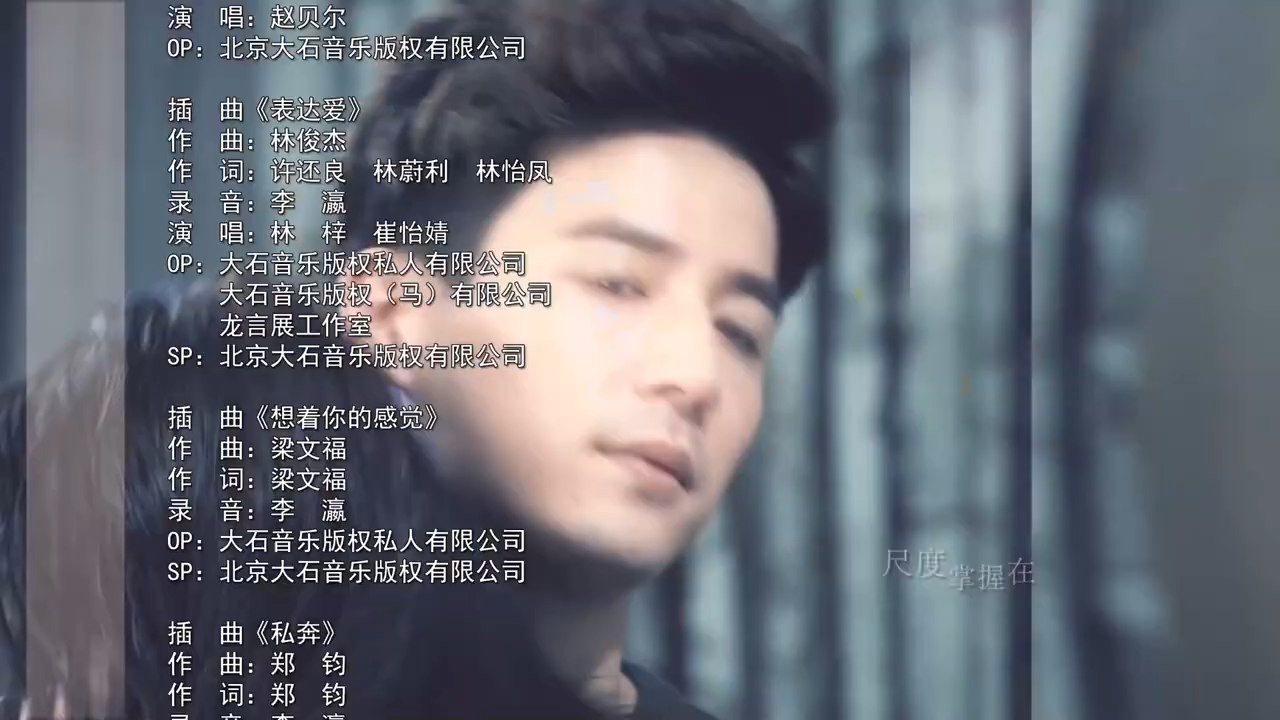 演　唱：赵贝尔
OP：北京大石音乐版权有限公司
插　曲《表达爱》
作　曲：林俊杰
作　词：许还良　林蔚利　林怡凤
录　音：李　瀛
演　唱：林　梓　崔怡婧
OP：大石音乐版权私人有限公司
大石音乐版权（马）有限公司
龙言展工作室
SP：北京大石音乐版权有限公司
插　曲《想着你的感觉》
作　曲：梁文福
作　词：梁文福
录　音：李　瀛
OP：大石音乐版权私人有限公司
SP：北京大石音乐版权有限公司
尺度掌握在
插　曲《私奔》
作　曲：郑　钧
作　词：郑　钧
录　音：李　瀛